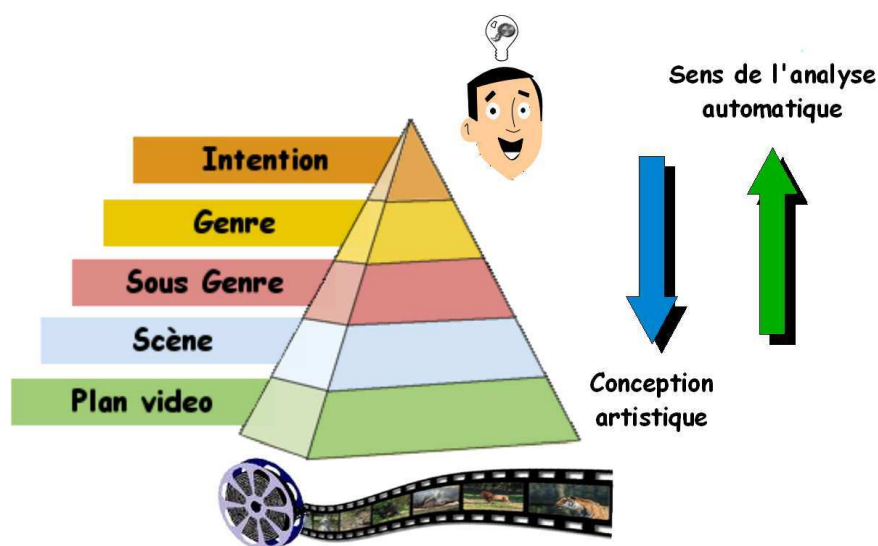 Sens de l'analyse
automatique
Intention
Genre
Sous Genre
Scène
Plan video
Conception
artistique